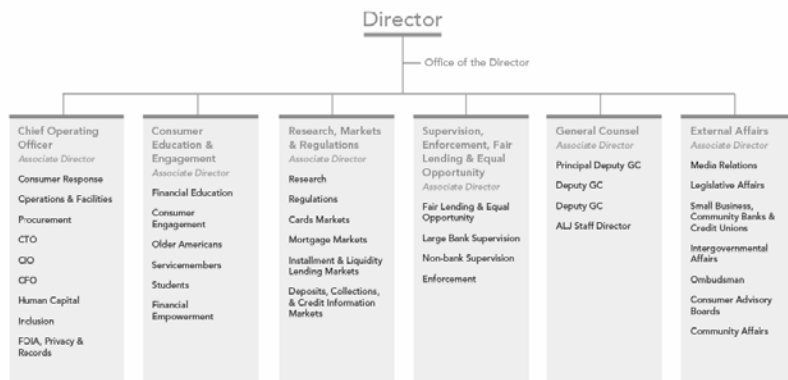 Director
Office of the Director
Chief Operating
Officer
Associate Director
Consumer Response
Operations & Facilities
Procurement
CTO
CIO
CFO
Human Capital
Inclusion
FOIA, Privacy &
Records
Consumer
Education &
Engagement
Associate Director
Financial Education
Consumer
Engagement
Older Americans
Servicemembers
Students
Financial
Empowerment
Research, Markets
& Regulations
Associate Director
Research
Regulations
Cards Markets
Mortgage Markets
Installment & Liquidity
Lending Markets
Deposits, Collections,
& Credit Information
Markets
Supervision,
Enforcement, Fair
Lending & Equal
Opportunity
Associate Director
Fair Lending & Equal
Opportunity
Large Bank Supervision
Non-bank Supervision
Enforcement
General Counsel
Associate Director
Principal Deputy GC
Deputy GC
Deputy GC
ALJ Staff Director
External Affairs
Associate Director
Media Relations
Legislative Affairs
Small Business,
Community Banks &
Credit Unions
Intergovernmental
Affairs
Ombudsman
Consumer Advisory
Boards
Community Affairs